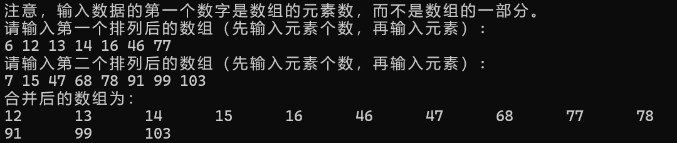 注意，输入数据的第一个数字是数组的元素数，而不是数组的一部分。
请输入第一个排列后的数组（先输入元素个数，再输入元素）：
6 12 13 14 16 46 77
请输入第二个排列后的数组（先输入元素个数，再输入元素）：
7 15 47 68 78 91 99 103
合并后的数组为：
12 13 14 15 16 46 47 68 77 78
91 99 103